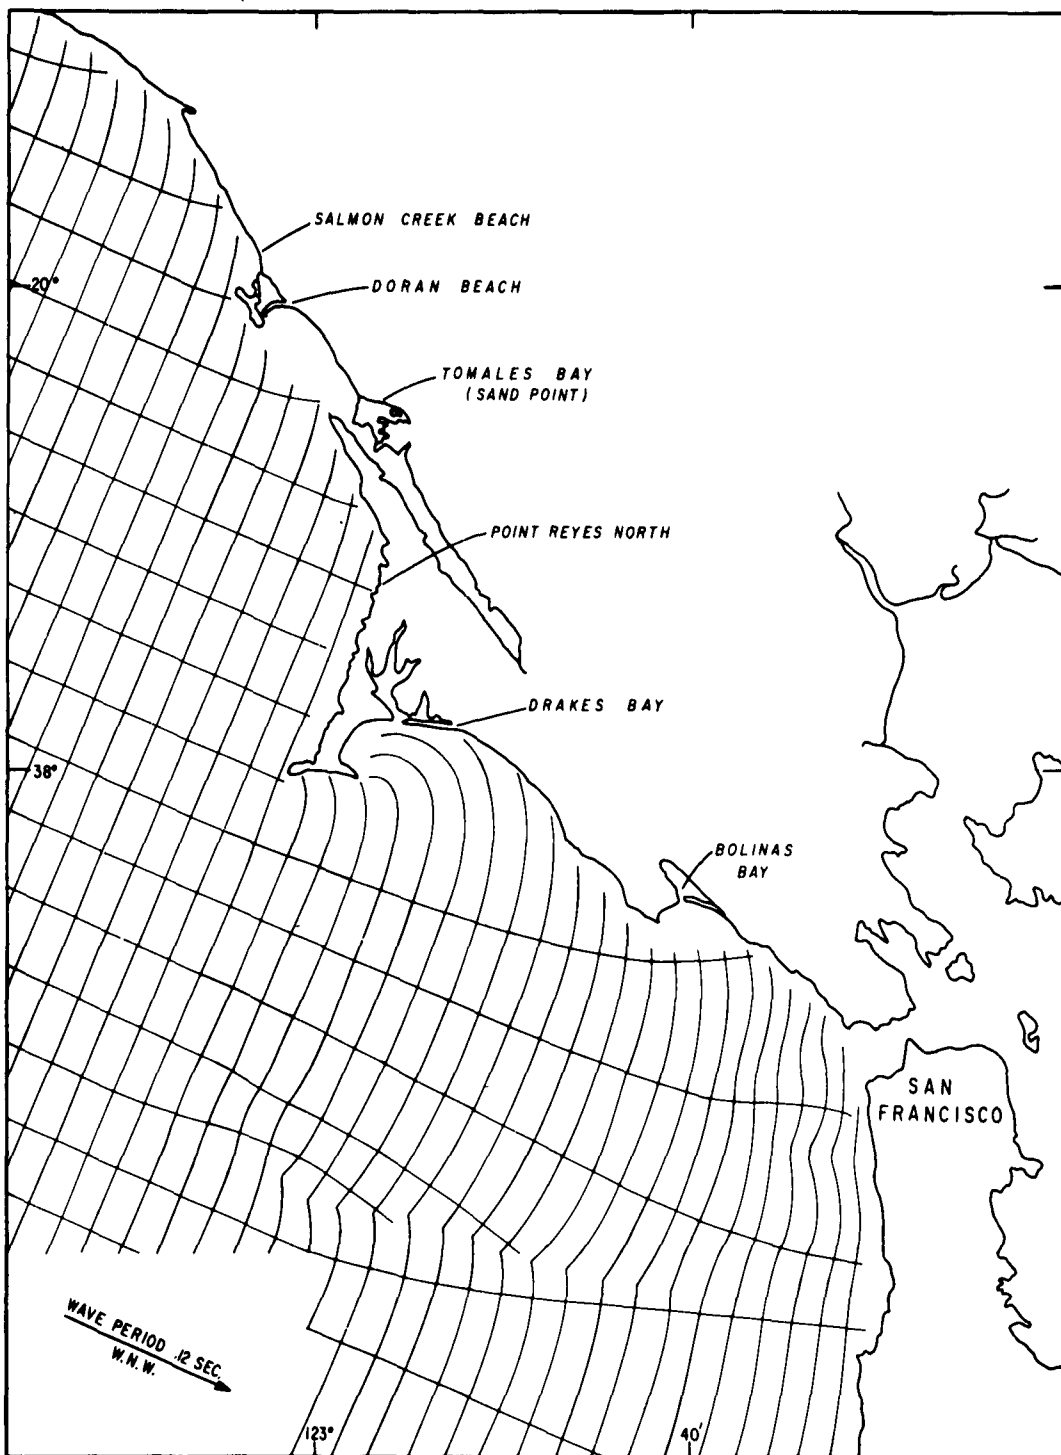 SALMON CREEK BEACH
20°
DORAN BEACH
TOMALES BAY
(SAND POINT)
POINT REYES NORTH
DRAKES BAY
38°
BOLINAS
BAY
SAN
FRANCISCO
WAVE PERIOD .12 SEC.
W.N.W.
123°
40'